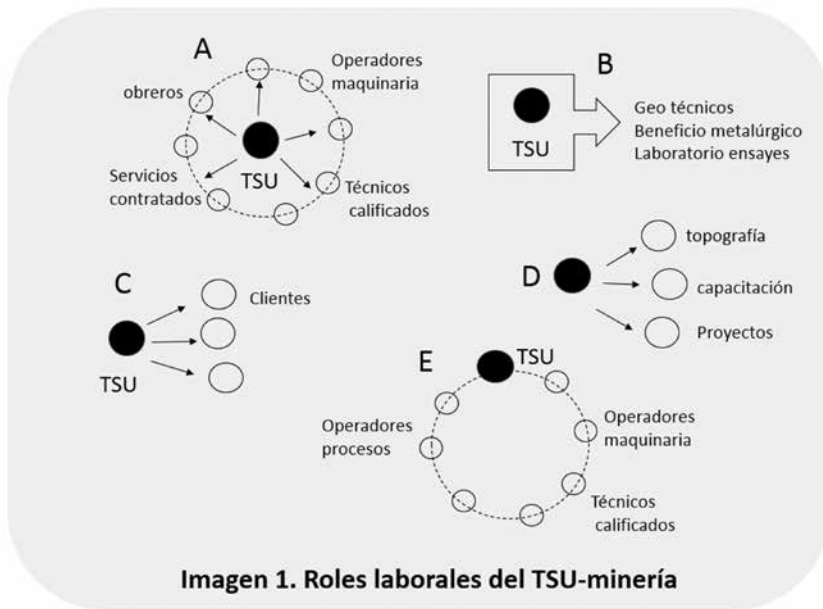 A
Operadores
maquinaria
obreros
TSU
Servicios
contratados
Técnicos
calificados
B
TSU
Geo técnicos
Beneficio metalúrgico
Laboratorio ensayes
C
Clientes
TSU
D
topografía
capacitación
Proyectos
E
TSU
Operadores
procesos
Operadores
maquinaria
Técnicos
calificados
Imagen 1. Roles laborales del TSU-minería